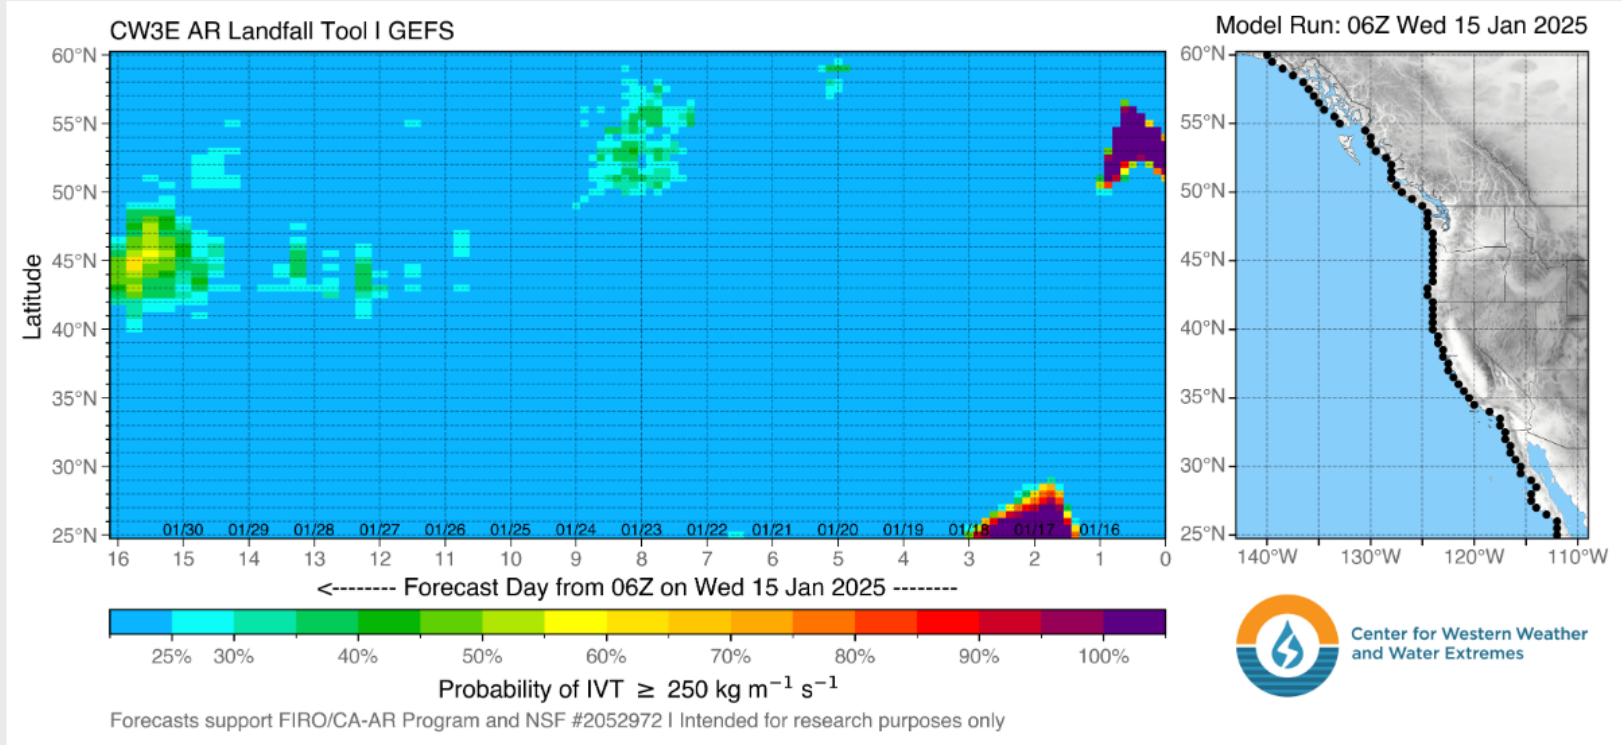 CW3E AR Landfall Tool | GEFS
Model Run: 06Z Wed 15 Jan 2025
Latitude
60°N
55°N
50°N
45°N
40°N
35°N
30°N
25°N
01/30 01/29 01/28 01/27 01/26 01/25 01/24 01/23 01/22 01/21 01/20 01/19 01/18 01/17 01/16
16 15 14 13 12 11 10 9 8 7 6 5 4 3 2 1 0
<-------- Forecast Day from 06Z on Wed 15 Jan 2025 --------
60°N
55°N
50°N
45°N
40°N
35°N
30°N
25°N
140°W 130°W 120°W 110°W
25% 30% 40% 50% 60% 70% 80% 90% 100%
Probability of IVT ≥ 250 kg m⁻¹ s⁻¹
Forecasts support FIRO/CA-AR Program and NSF #2052972 | Intended for research purposes only
Center for Western Weather
and Water Extremes